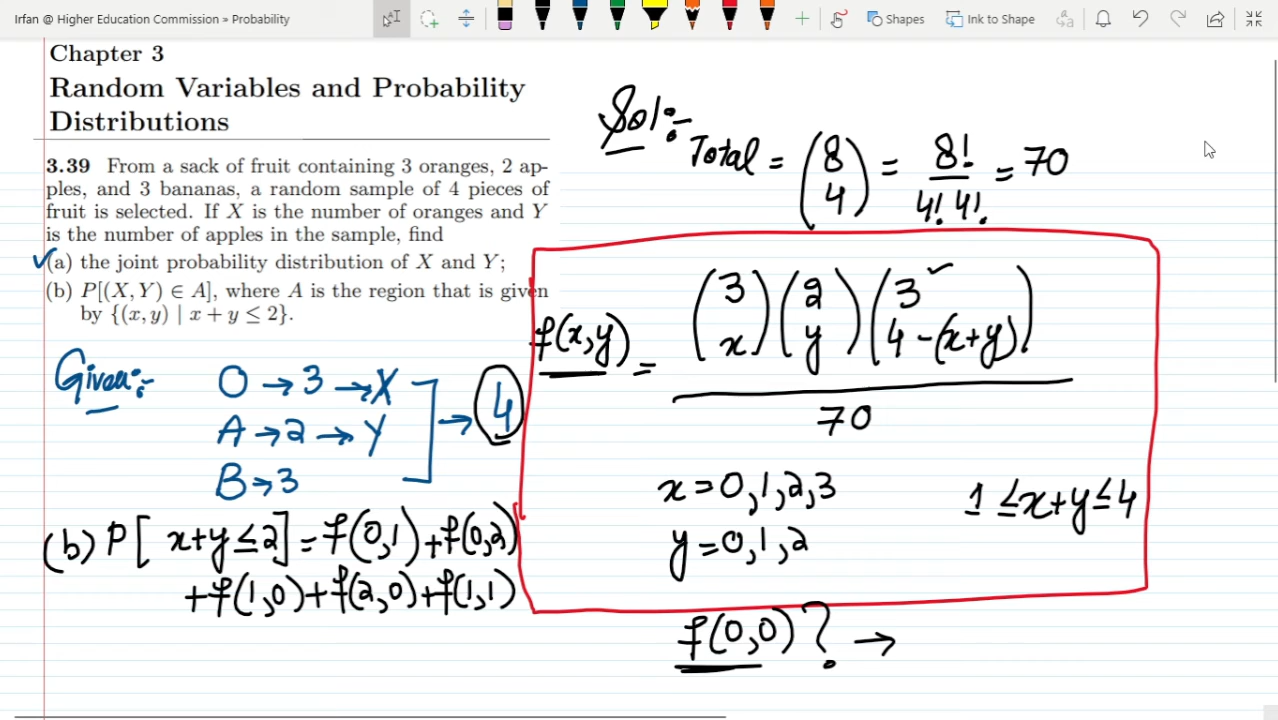 Irfan @ Higher Education Commission » Probability
Shapes
Ink to Shape
Chapter 3
Random Variables and Probability
Distributions
3.39 From a sack of fruit containing 3 oranges, 2 ap-
ples, and 3 bananas, a random sample of 4 pieces of
fruit is selected. If X is the number of oranges and Y
is the number of apples in the sample, find
(a) the joint probability distribution of X and Y;
(b) P[(X, Y) ∈ A], where A is the region that is given
by {(x, y) | x + y ≤ 2}.
Given:-
O → 3 → X
A → 2 → Y
B → 3
→ 4
(b) P[ x+y ≤ 2] = f(0,1) + f(0,2)
+ f(1,0) + f(2,0) + f(1,1)
Sol:-
Total = (8 4) = 8! / 4! 4! = 70
f(x,y) = (3 x) (2 y) (3 4-(x+y)) / 70
x = 0,1,2,3
y = 0,1,2
1 ≤ x+y ≤ 4
f(0,0) ? →